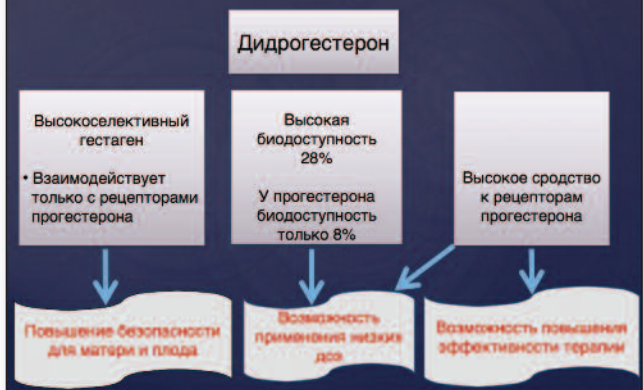 Дидрогестерон
Высокоселективный
гестаген
• Взаимодействует
только с рецепторами
прогестерона
Высокая
биодоступность
28%
У прогестерона
биодоступность
только 8%
Высокое сродство
к рецепторам
прогестерона
Повышение безопасности
для матери и плода
Возможность
применения низких
доз
Возможность повышения
эффективности терапии